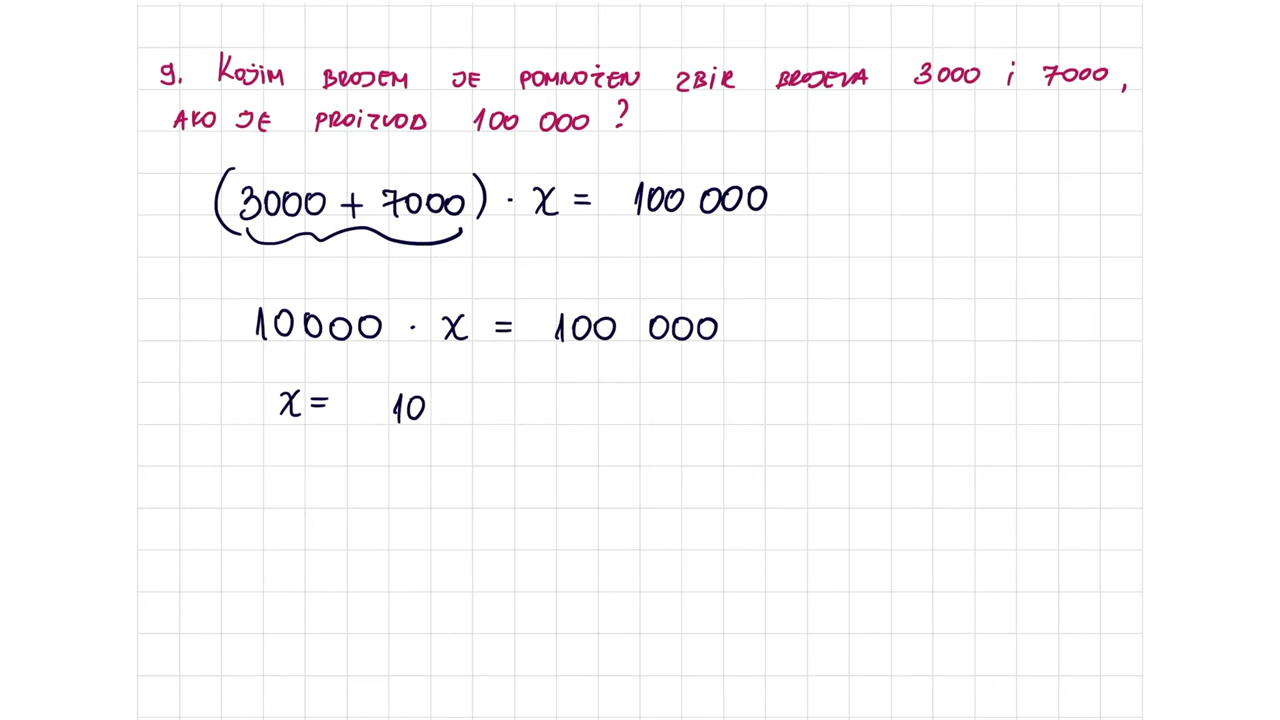 9. Kojim BROJEM JE POMNOŽEN ZBIR BROJEVA 3000 i 7000,
AKO JE PROIZVOD 100 000 ?
(3000 + 7000) · x = 100 000
10000 · x = 100 000
x = 10